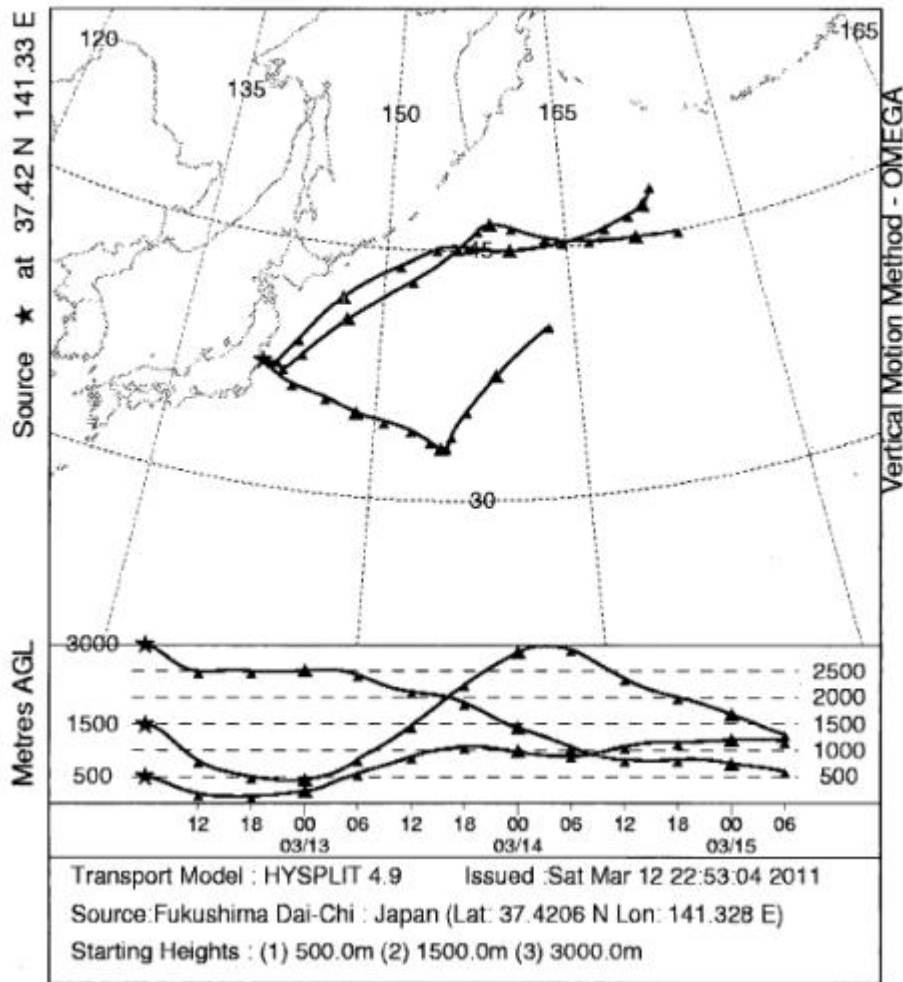 Source ★ at 37.42 N 141.33 E
Vertical Motion Method - OMEGA
120
135
150
165
165
45
30
Metres AGL
3000
1500
500
2500
2000
1500
1000
500
12 18 00 06 12 18 00 06 12 18 00 06
03/13 03/14 03/15
Transport Model : HYSPLIT 4.9 Issued :Sat Mar 12 22:53:04 2011
Source:Fukushima Dai-Chi : Japan (Lat: 37.4206 N Lon: 141.328 E)
Starting Heights : (1) 500.0m (2) 1500.0m (3) 3000.0m